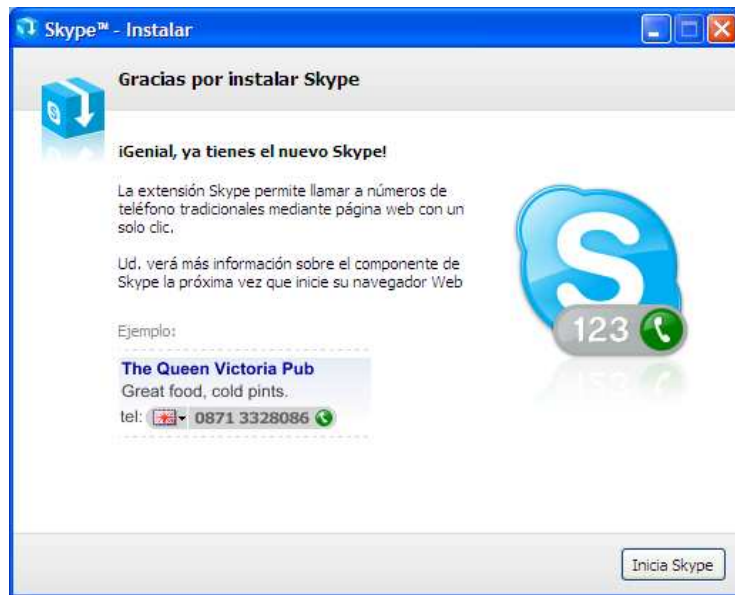 Skype™ - Instalar
Gracias por instalar Skype
¡Genial, ya tienes el nuevo Skype!
La extensión Skype permite llamar a números de
teléfono tradicionales mediante página web con un
solo clic.
Ud. verá más información sobre el componente de
Skype la próxima vez que inicie su navegador Web
Ejemplo:
The Queen Victoria Pub
Great food, cold pints.
tel: 0871 3328086
S
123
Inicia Skype